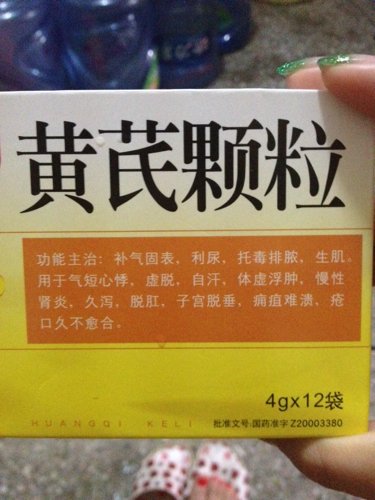 黄芪颗粒
功能主治：补气固表，利尿，托毒排脓，生肌。
用于气短心悸，虚脱，自汗，体虚浮肿，慢性
肾炎，久泻，脱肛，子宫脱垂，痈疽难溃，疮
口久不愈合。
4gx12袋
HUANGQI KELI
批准文号：国药准字Z20003380